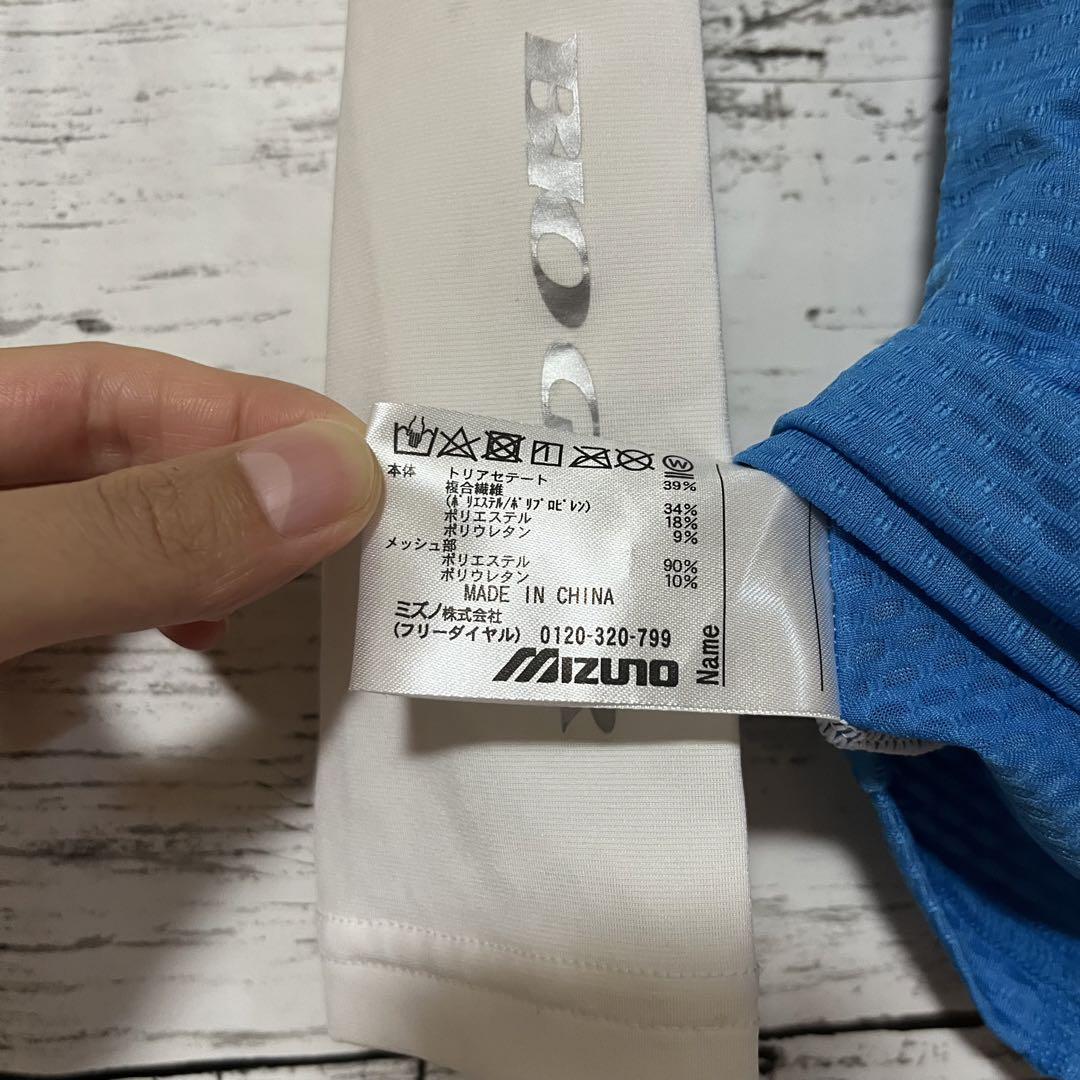 BIO G
本体 トリアセテート 39%
複合繊維
(ﾎﾟﾘｴｽﾃﾙ/ﾎﾟﾘﾌﾟﾛﾋﾟﾚﾝ) 34%
ポリエステル 18%
ポリウレタン 9%
メッシュ部
ポリエステル 90%
ポリウレタン 10%
MADE IN CHINA
ミズノ株式会社
(フリーダイヤル) 0120-320-799
MIZUNO
Name